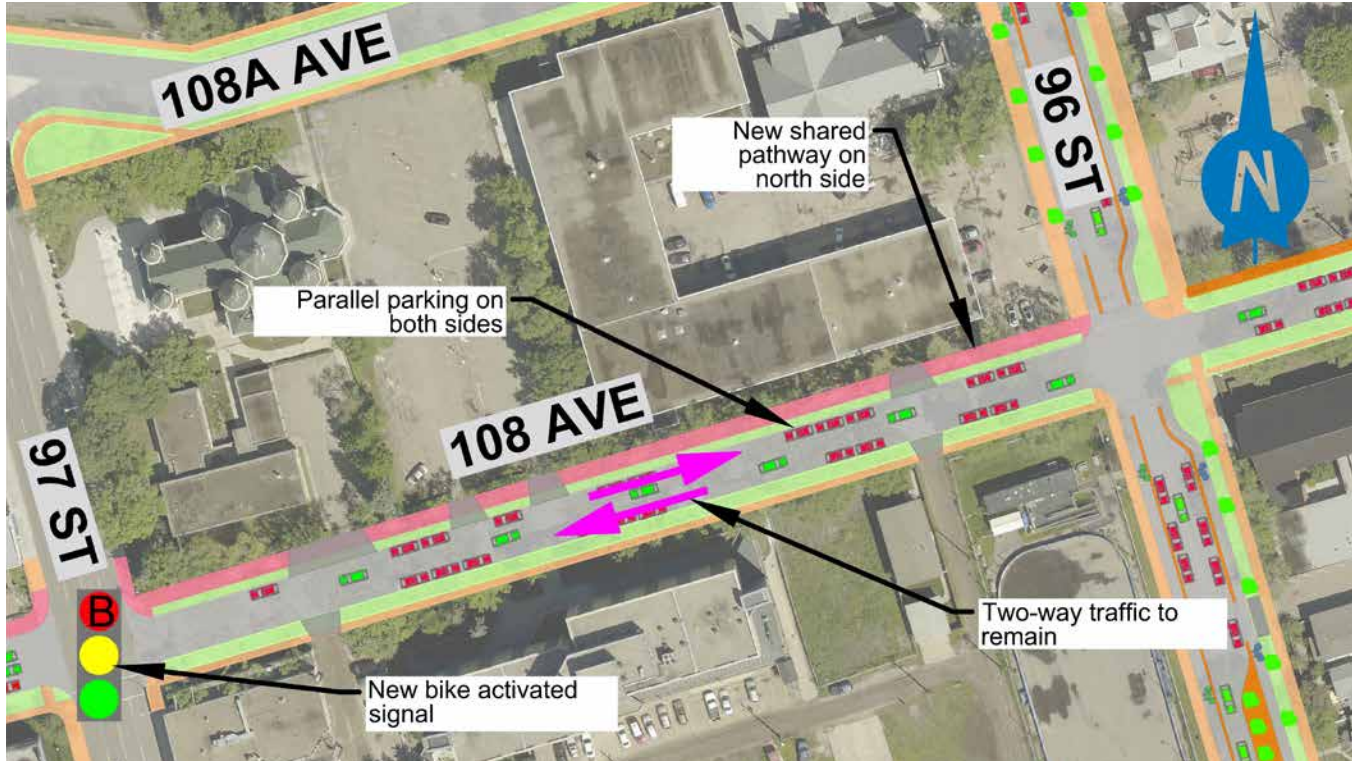 108A AVE
96 ST
New shared
pathway on
north side
N
Parallel parking on
both sides
108 AVE
97 ST
B
Two-way traffic to
remain
New bike activated
signal